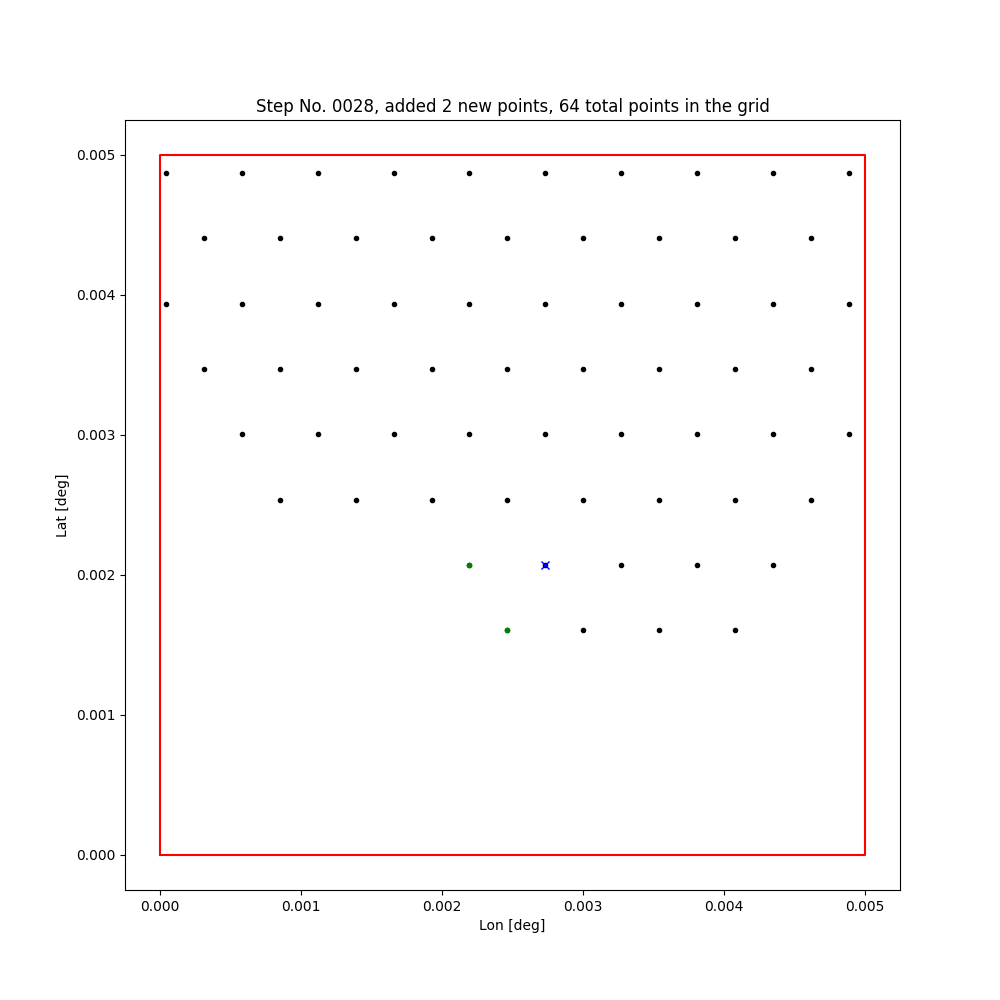 Step No. 0028, added 2 new points, 64 total points in the grid
0.005
0.004
0.003
0.002
0.001
0.000
Lat [deg]
0.000 0.001 0.002 0.003 0.004 0.005
Lon [deg]